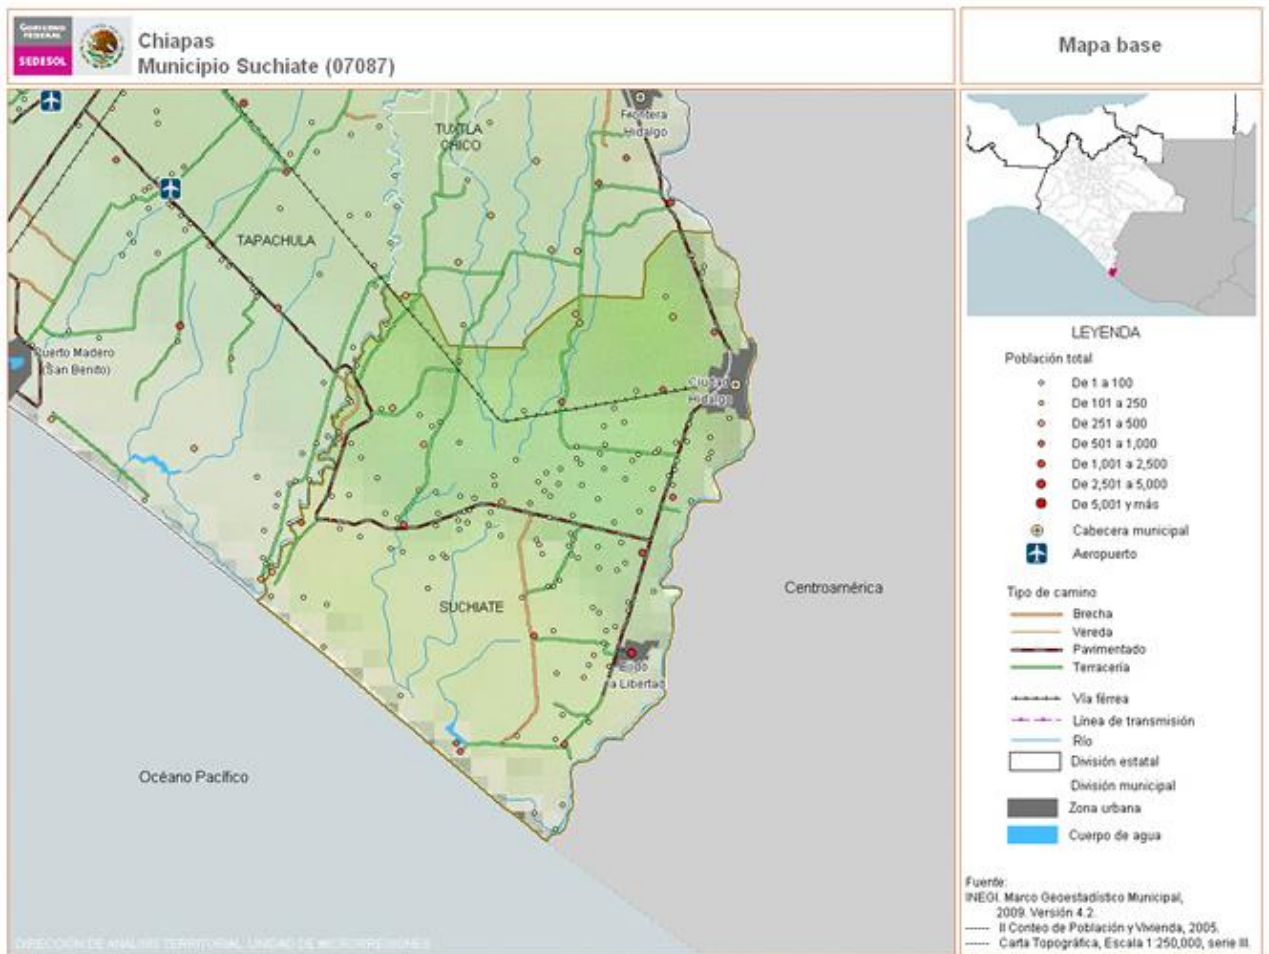 GOBIERNO
FEDERAL
SEDESOL
Chiapas
Municipio Suchiate (07087)
Mapa base
Frontera
Hidalgo
TUXTLA
CHICO
TAPACHULA
Puerto Madero
(San Benito)
Ciudad
Hidalgo
SUCHIATE
Ejido
la Libertad
Centroamérica
Océano Pacífico
DIRECCIÓN DE ANÁLISIS TERRITORIAL, UNIDAD DE MICRORREGIONES
LEYENDA
Población total
De 1 a 100
De 101 a 250
De 251 a 500
De 501 a 1,000
De 1,001 a 2,500
De 2,501 a 5,000
De 5,001 y más
Cabecera municipal
Aeropuerto
Tipo de camino
Brecha
Vereda
Pavimentado
Terracería
Vía férrea
Línea de transmisión
Río
División estatal
División municipal
Zona urbana
Cuerpo de agua
Fuente:
INEGI. Marco Geoestadístico Municipal,
2009. Versión 4.2.
------ II Conteo de Población y Vivienda, 2005.
------ Carta Topográfica, Escala 1:250,000, serie III.